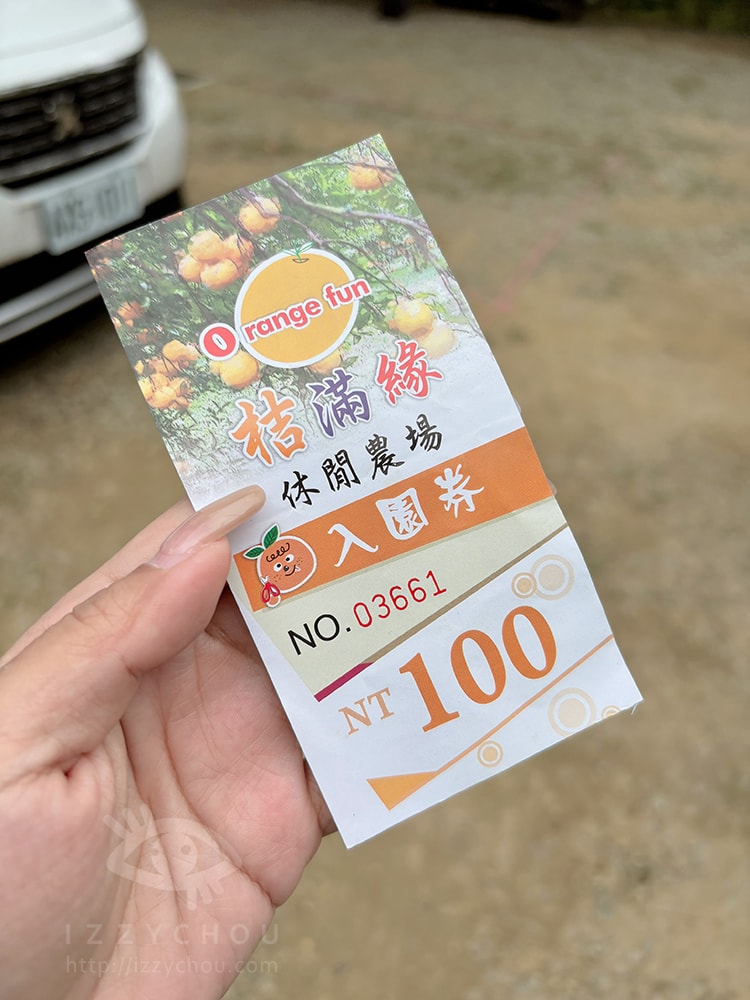 Orange fun
桔滿緣
休閒農場
入園券
NO.03661
NT 100
IZZYCHOU
http://izzychou.com